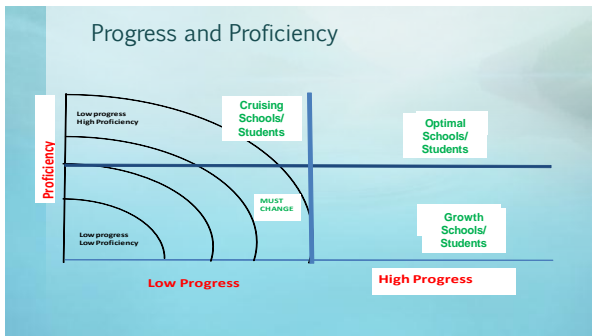 Progress and Proficiency
Low progress
High Proficiency
Cruising
Schools/
Students
Optimal
Schools/
Students
Proficiency
MUST
CHANGE
Low progress
Low Proficiency
Growth
Schools/
Students
Low Progress
High Progress